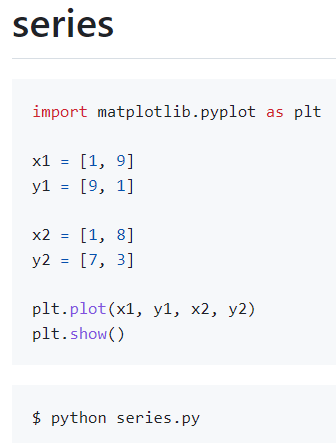 series
import matplotlib.pyplot as plt
x1 = [1, 9]
y1 = [9, 1]
x2 = [1, 8]
y2 = [7, 3]
plt.plot(x1, y1, x2, y2)
plt.show()
$ python series.py